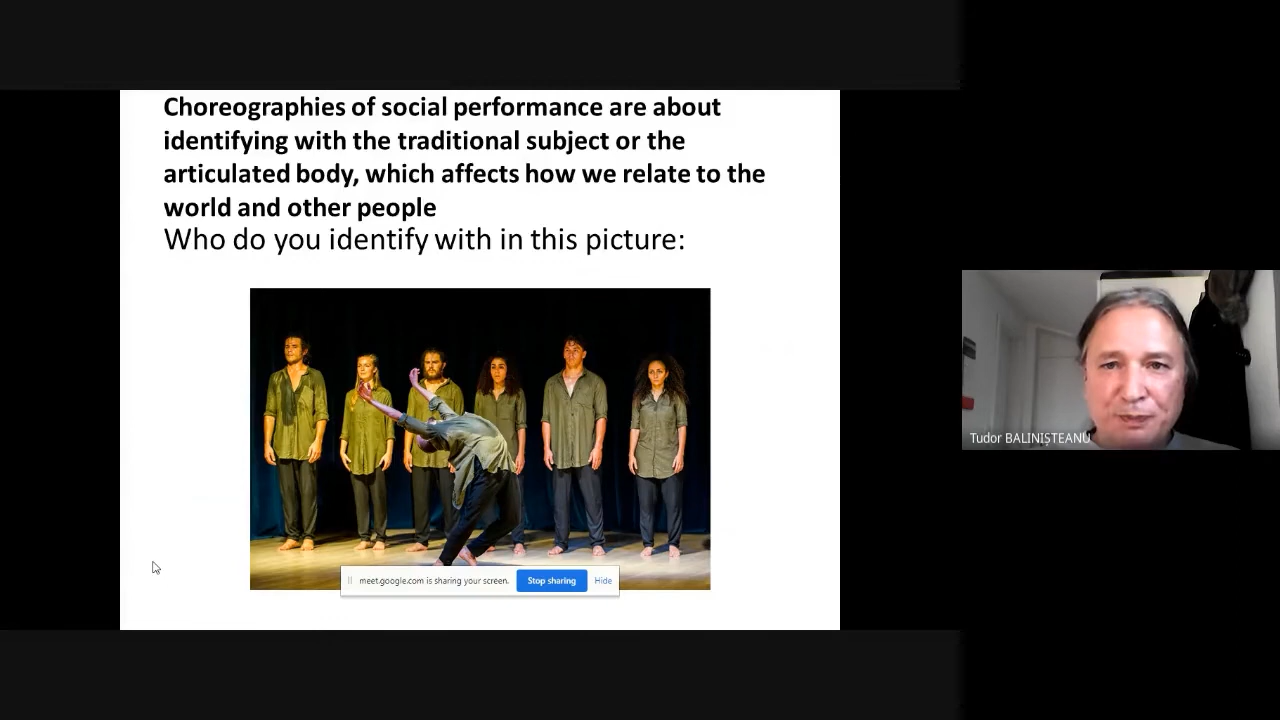 Choreographies of social performance are about
identifying with the traditional subject or the
articulated body, which affects how we relate to the
world and other people
Who do you identify with in this picture:
meet.google.com is sharing your screen. Stop sharing Hide
Tudor BALINIȘTEANU